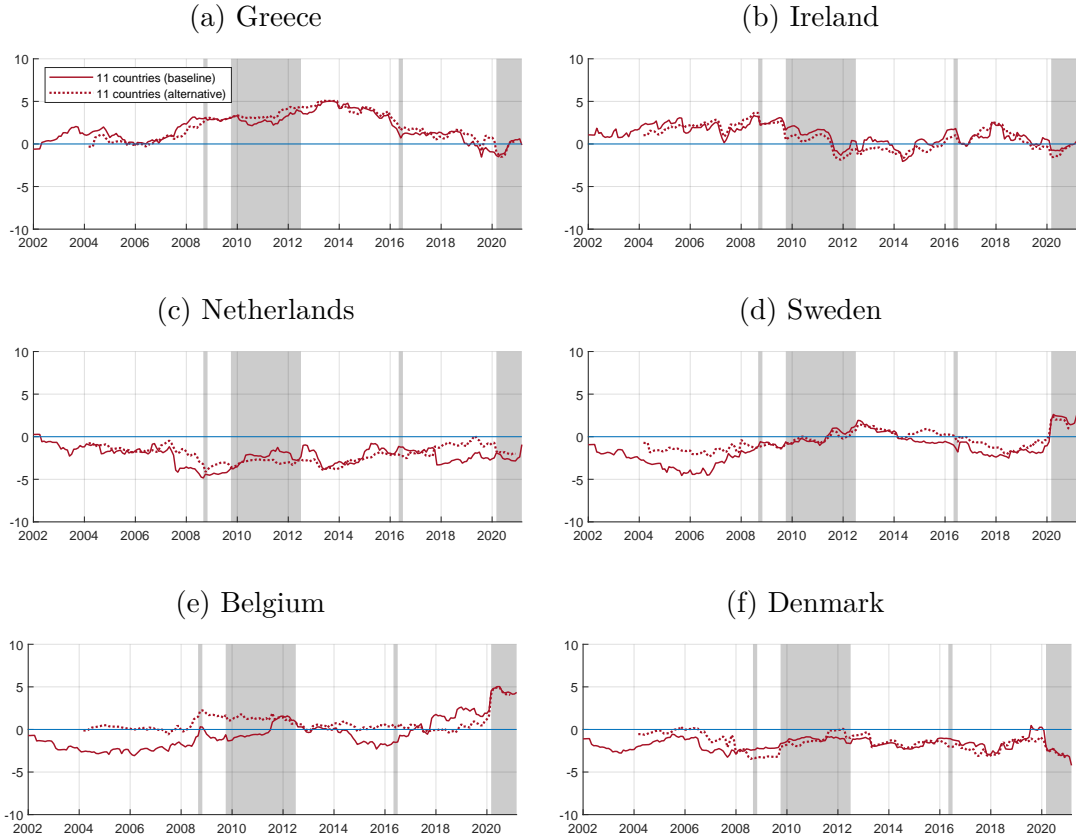 (a) Greece
10
5
0
-5
-10
11 countries (baseline)
11 countries (alternative)
2002 2004 2006 2008 2010 2012 2014 2016 2018 2020
(b) Ireland
10
5
0
-5
-10
2002 2004 2006 2008 2010 2012 2014 2016 2018 2020
(c) Netherlands
10
5
0
-5
-10
2002 2004 2006 2008 2010 2012 2014 2016 2018 2020
(d) Sweden
10
5
0
-5
-10
2002 2004 2006 2008 2010 2012 2014 2016 2018 2020
(e) Belgium
10
5
0
-5
-10
2002 2004 2006 2008 2010 2012 2014 2016 2018 2020
(f) Denmark
10
5
0
-5
-10
2002 2004 2006 2008 2010 2012 2014 2016 2018 2020